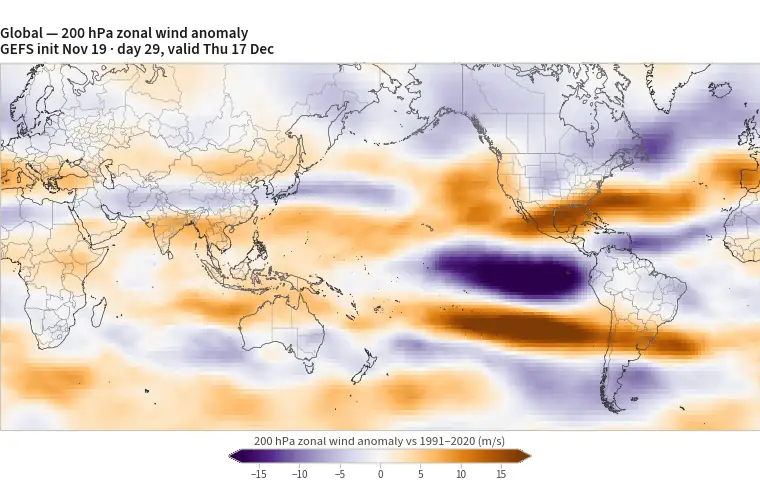 Global — 200 hPa zonal wind anomaly
GEFS init Nov 19 · day 29, valid Thu 17 Dec
200 hPa zonal wind anomaly vs 1991–2020 (m/s)
−15 −10 −5 0 5 10 15